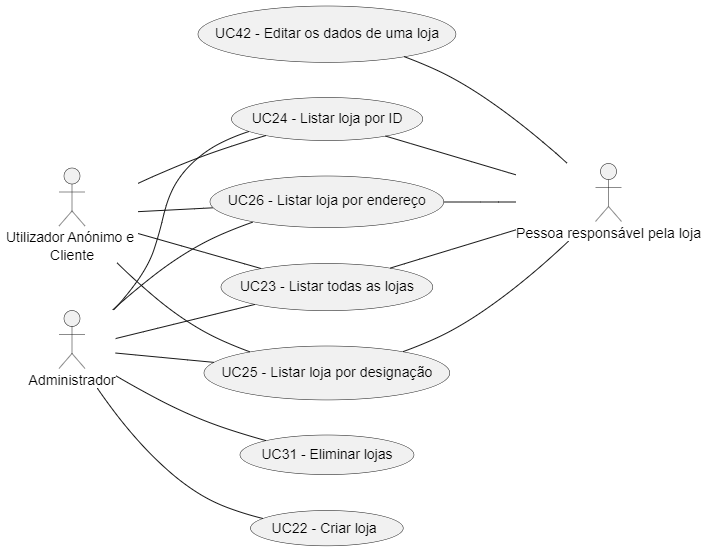 UC42 - Editar os dados de uma loja
UC24 - Listar loja por ID
UC26 - Listar loja por endereço
Utilizador Anónimo e
Cliente
Pessoa responsável pela loja
UC23 - Listar todas as lojas
Administrador
UC25 - Listar loja por designação
UC31 - Eliminar lojas
UC22 - Criar loja